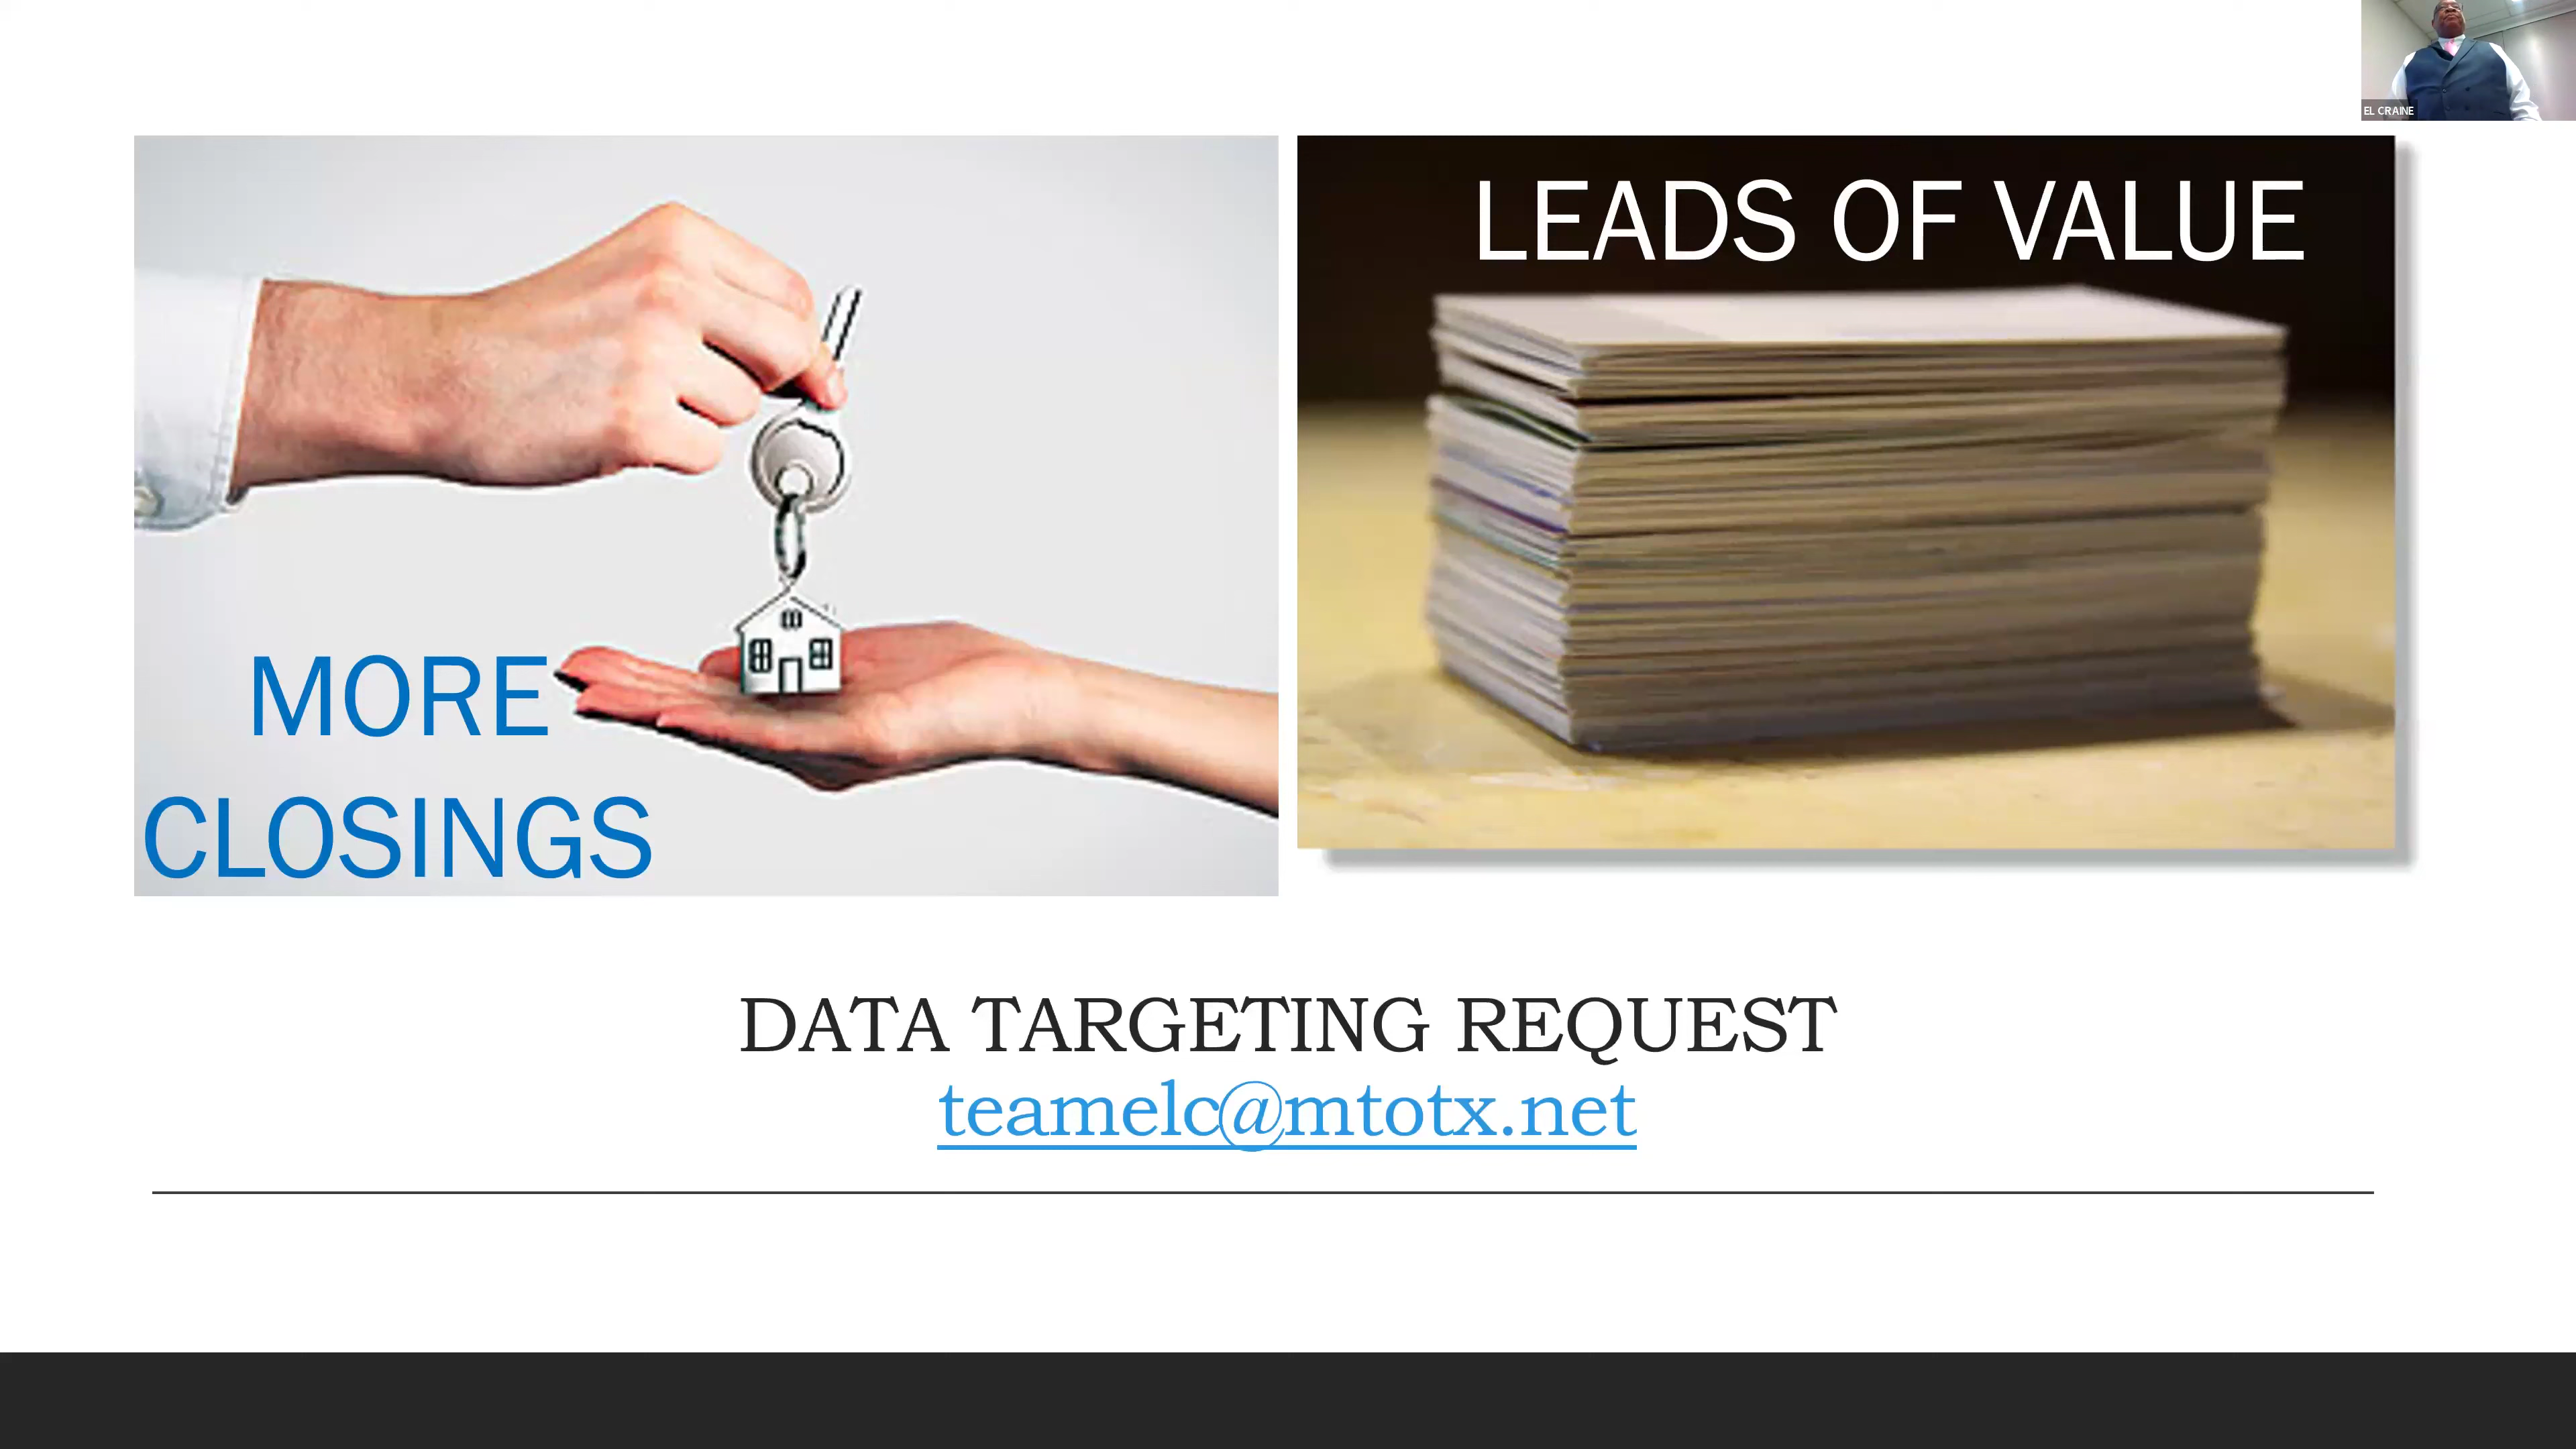 EL CRAINE
LEADS OF VALUE
MORE
CLOSINGS
DATA TARGETING REQUEST
teamelc@mtotx.net